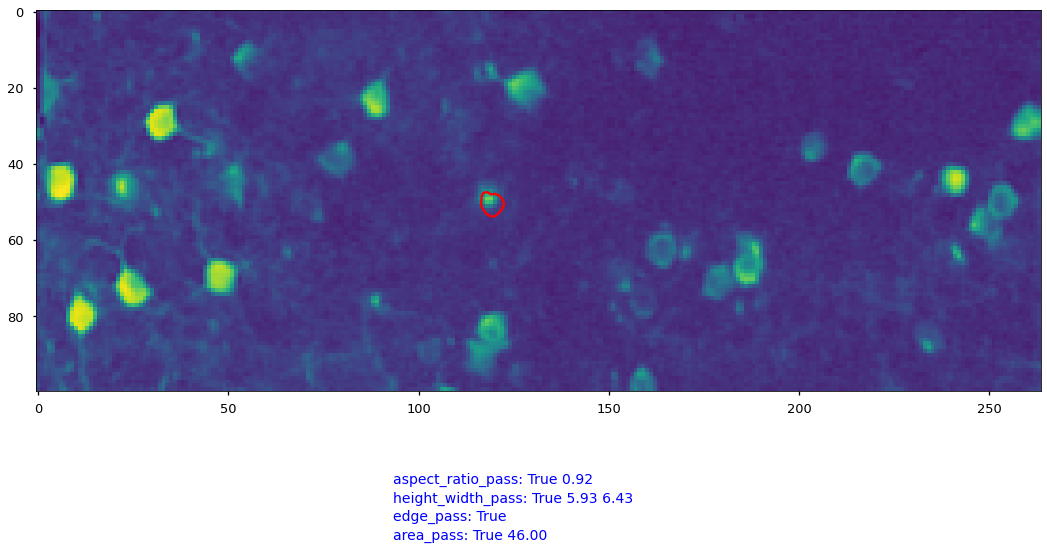 0
20
40
60
80
0 50 100 150 200 250
aspect_ratio_pass: True 0.92
height_width_pass: True 5.93 6.43
edge_pass: True
area_pass: True 46.00